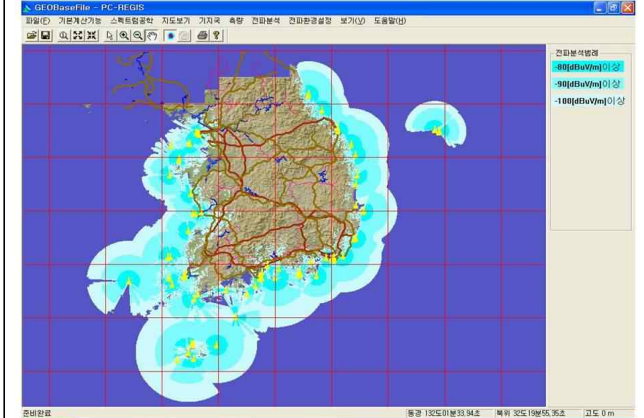 GEOBaseFile - PC-REGIS
파일(F) 기본계산기능 스펙트럼공학 지도보기 기지국 측량 전파분석 전파환경설정 보기(V) 도움말(H)
전파분석범례
-80[dBuV/m]이상
-90[dBuV/m]이상
-100[dBuV/m]이상
준비완료 동경 132도01분33.94초 북위 32도19분55.35초 고도 0 m